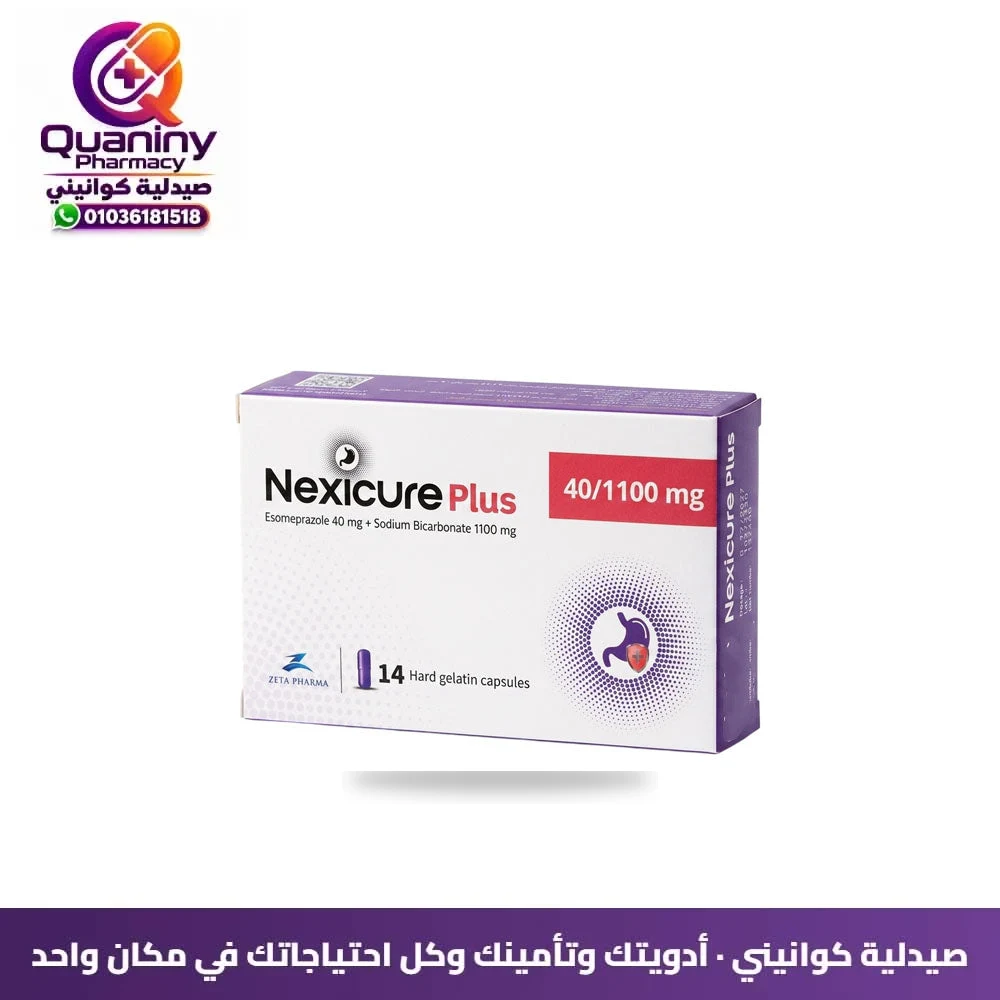 Quaniny
Pharmacy
صيدلية كوانيني
01036181518
Nexicure Plus
Esomeprazole 40 mg + Sodium Bicarbonate 1100 mg
40/1100 mg
ZETA PHARMA
14 Hard gelatin capsules
Nexicure Plus
صيدلية كوانيني · أدويتك وتأمينك وكل احتياجاتك في مكان واحد